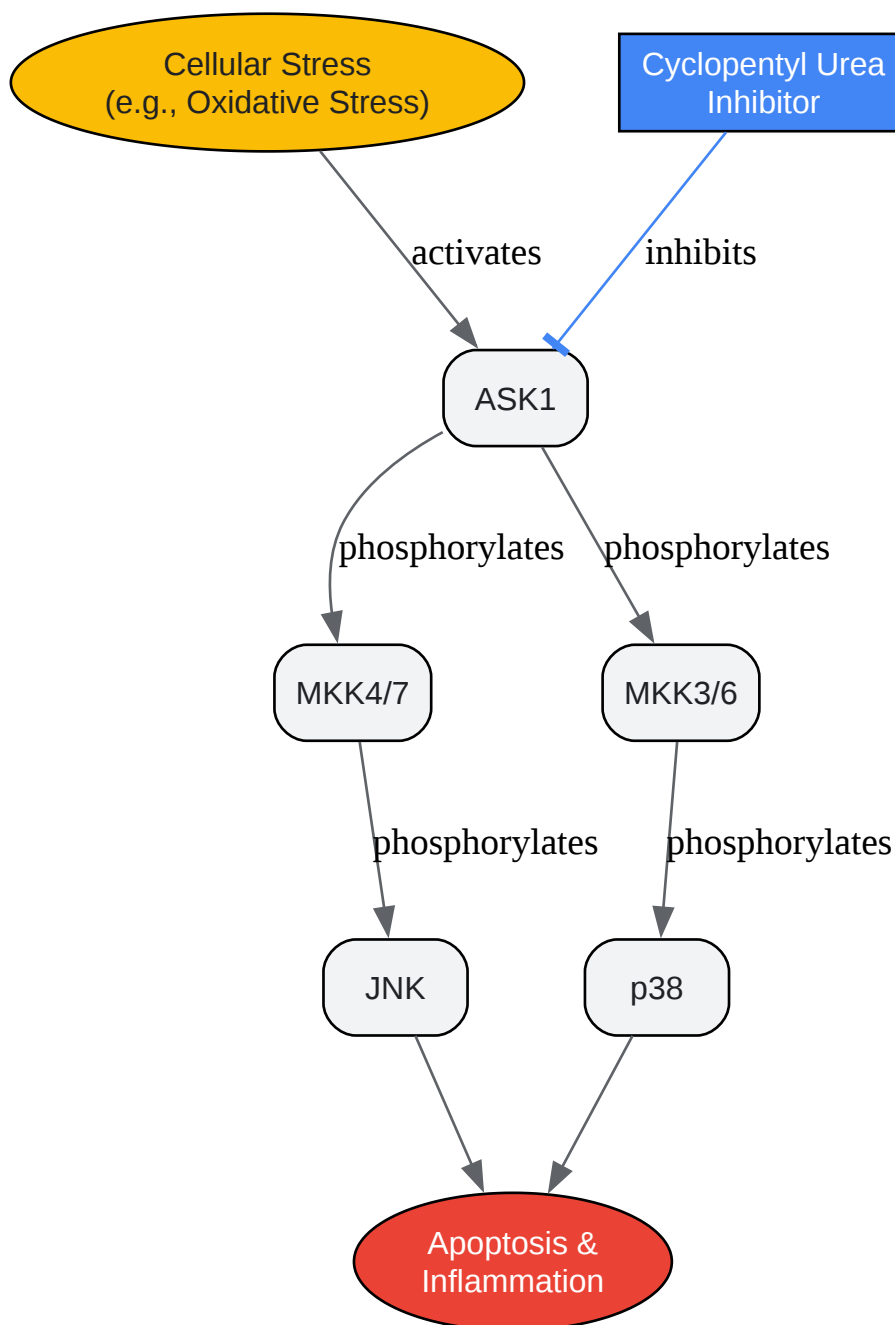 Cellular Stress
(e.g., Oxidative Stress)
Cyclopentyl Urea
Inhibitor
activates
inhibits
ASK1
phosphorylates
phosphorylates
MKK4/7
MKK3/6
phosphorylates
phosphorylates
JNK
p38
Apoptosis &
Inflammation